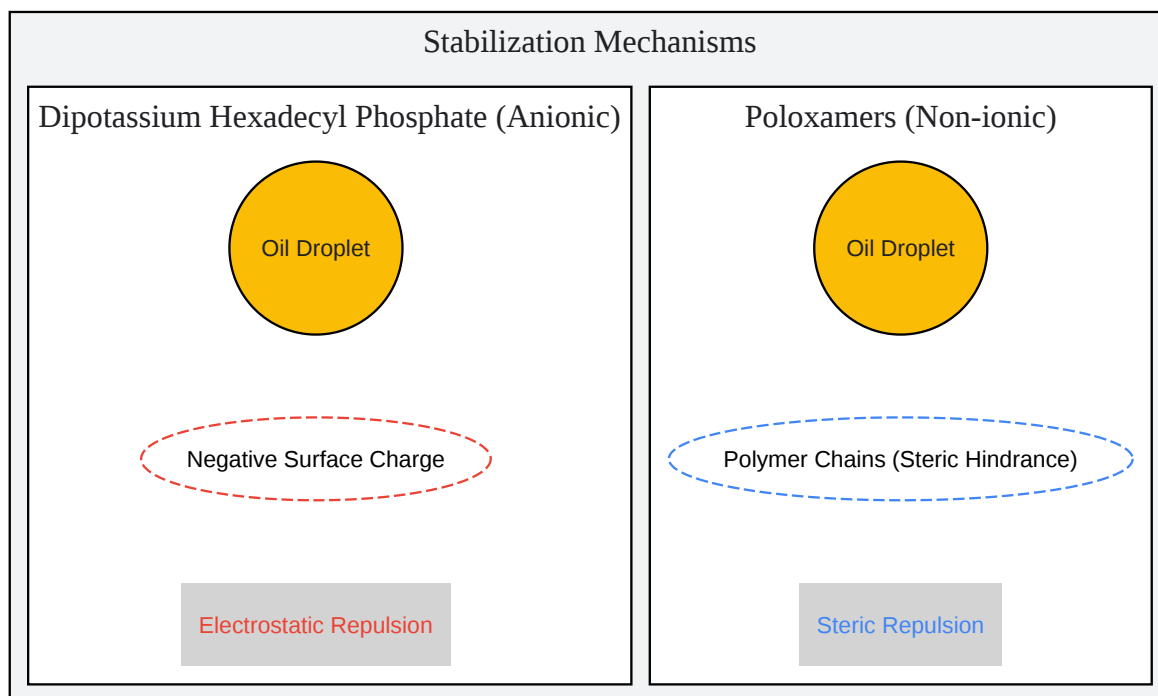 Stabilization Mechanisms
Dipotassium Hexadecyl Phosphate (Anionic)
Oil Droplet
Negative Surface Charge
Electrostatic Repulsion
Poloxamers (Non-ionic)
Oil Droplet
Polymer Chains (Steric Hindrance)
Steric Repulsion